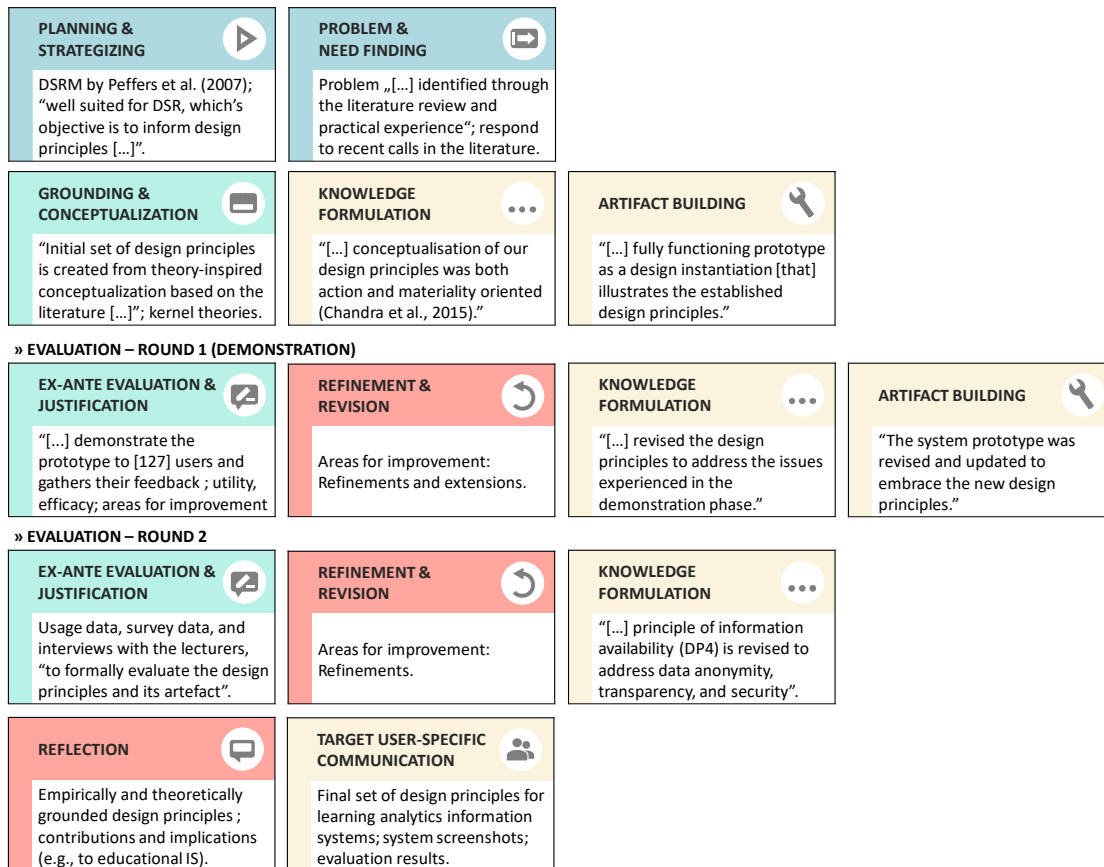 PLANNING &
STRATEGIZING
DSRM by Peffers et al. (2007);
“well suited for DSR, which’s
objective is to inform design
principles […]”.
PROBLEM &
NEED FINDING
Problem „[…] identified through
the literature review and
practical experience“; respond
to recent calls in the literature.
GROUNDING &
CONCEPTUALIZATION
“Initial set of design principles
is created from theory-inspired
conceptualization based on the
literature […]”; kernel theories.
KNOWLEDGE
FORMULATION
“[…] conceptualisation of our
design principles was both
action and materiality oriented
(Chandra et al., 2015).”
ARTIFACT BUILDING
“[…] fully functioning prototype
as a design instantiation [that]
illustrates the established
design principles.”
» EVALUATION – ROUND 1 (DEMONSTRATION)
EX-ANTE EVALUATION &
JUSTIFICATION
“[...] demonstrate the
prototype to [127] users and
gathers their feedback ; utility,
efficacy; areas for improvement
REFINEMENT &
REVISION
Areas for improvement:
Refinements and extensions.
KNOWLEDGE
FORMULATION
“[…] revised the design
principles to address the issues
experienced in the
demonstration phase.”
ARTIFACT BUILDING
“The system prototype was
revised and updated to
embrace the new design
principles.”
» EVALUATION – ROUND 2
EX-ANTE EVALUATION &
JUSTIFICATION
Usage data, survey data, and
interviews with the lecturers,
“to formally evaluate the design
principles and its artefact”.
REFINEMENT &
REVISION
Areas for improvement:
Refinements.
KNOWLEDGE
FORMULATION
“[…] principle of information
availability (DP4) is revised to
address data anonymity,
transparency, and security”.
REFLECTION
Empirically and theoretically
grounded design principles ;
contributions and implications
(e.g., to educational IS).
TARGET USER-SPECIFIC
COMMUNICATION
Final set of design principles for
learning analytics information
systems; system screenshots;
evaluation results.